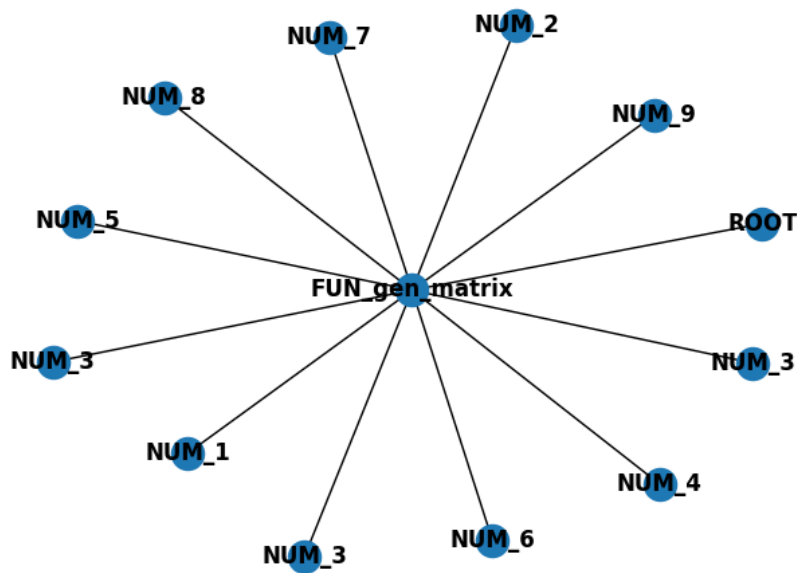 NUM_2
NUM_7
NUM_8
NUM_9
NUM_5
ROOT
FUN_gen_matrix
NUM_3
NUM_3
NUM_1
NUM_4
NUM_6
NUM_3